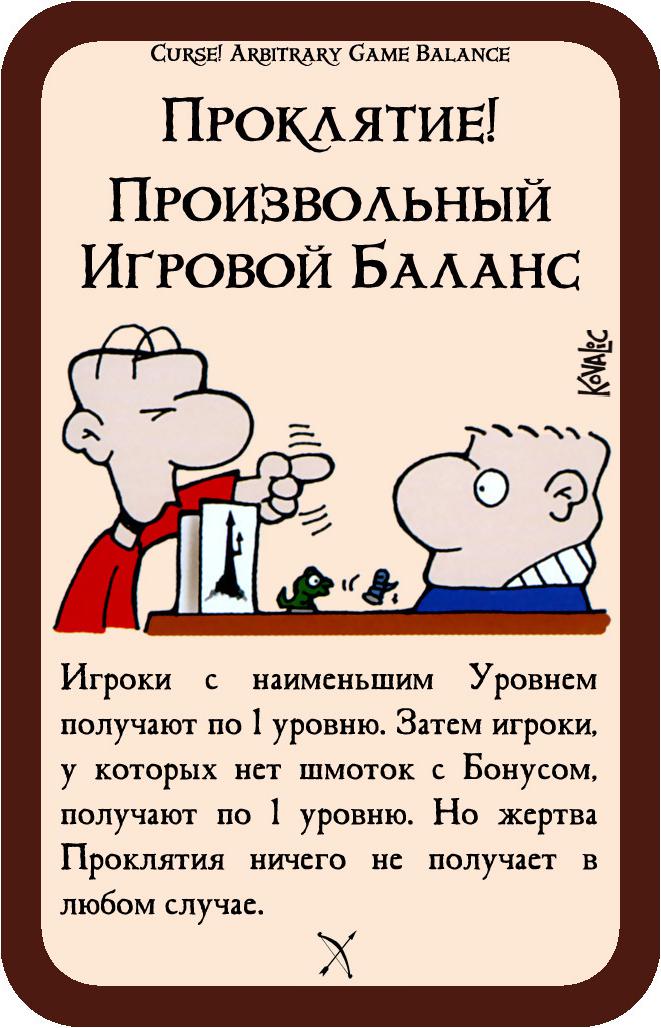 Curse! Arbitrary Game Balance
Проклятие!
Произвольный
Игровой Баланс
Kovalic
Игроки с наименьшим Уровнем
получают по 1 уровню. Затем игроки,
у которых нет шмоток с Бонусом,
получают по 1 уровню. Но жертва
Проклятия ничего не получает в
любом случае.